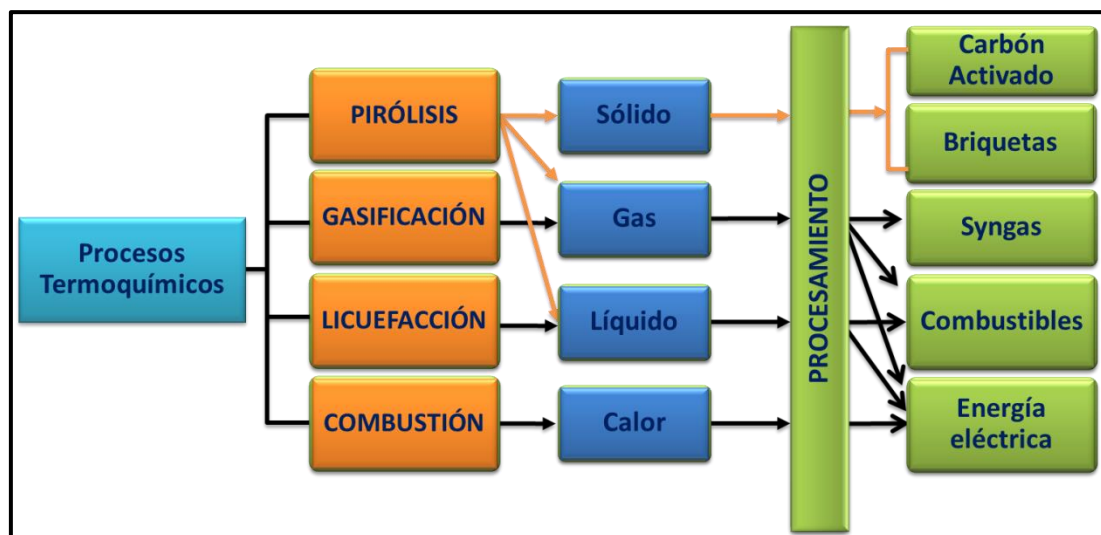 Procesos
Termoquímicos
PIRÓLISIS
GASIFICACIÓN
LICUEFACCIÓN
COMBUSTIÓN
Sólido
Gas
Líquido
Calor
PROCESAMIENTO
Carbón
Activado
Briquetas
Syngas
Combustibles
Energía
eléctrica